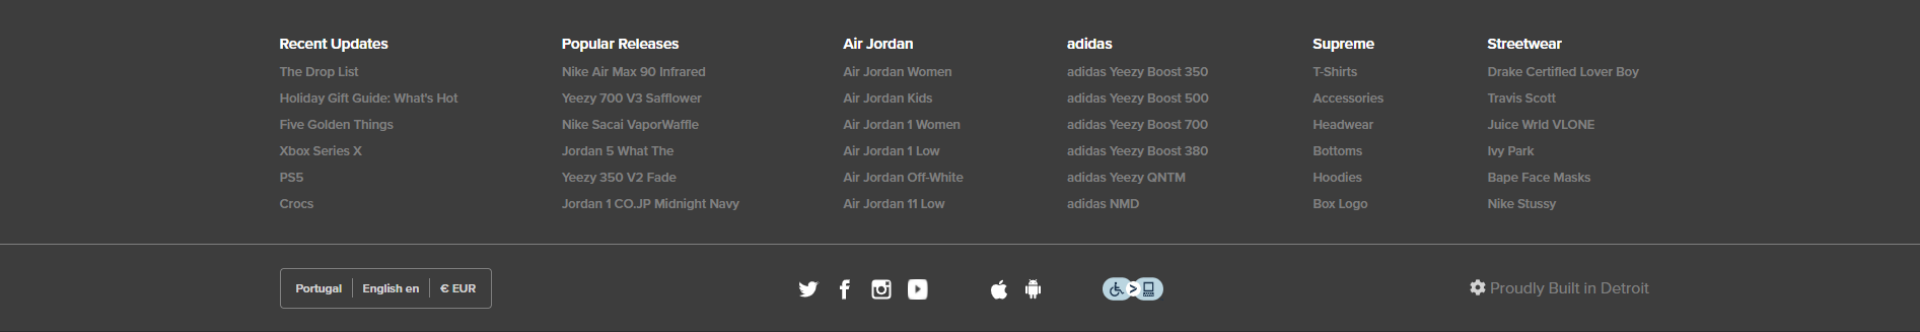 Recent Updates
The Drop List
Holiday Gift Guide: What's Hot
Five Golden Things
Xbox Series X
PS5
Crocs
Popular Releases
Nike Air Max 90 Infrared
Yeezy 700 V3 Safflower
Nike Sacai VaporWaffle
Jordan 5 What The
Yeezy 350 V2 Fade
Jordan 1 CO.JP Midnight Navy
Air Jordan
Air Jordan Women
Air Jordan Kids
Air Jordan 1 Women
Air Jordan 1 Low
Air Jordan Off-White
Air Jordan 11 Low
adidas
adidas Yeezy Boost 350
adidas Yeezy Boost 500
adidas Yeezy Boost 700
adidas Yeezy Boost 380
adidas Yeezy QNTM
adidas NMD
Supreme
T-Shirts
Accessories
Headwear
Bottoms
Hoodies
Box Logo
Streetwear
Drake Certified Lover Boy
Travis Scott
Juice Wrld VLONE
Ivy Park
Bape Face Masks
Nike Stussy
Portugal | English en | € EUR
Proudly Built in Detroit